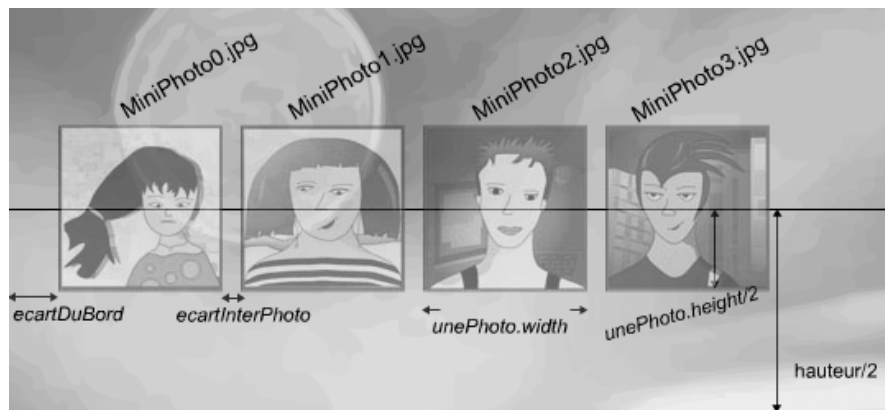 MiniPhoto0.jpg
MiniPhoto1.jpg
MiniPhoto2.jpg
MiniPhoto3.jpg
ecartDuBord
ecartInterPhoto
unePhoto.width
unePhoto.height/2
hauteur/2